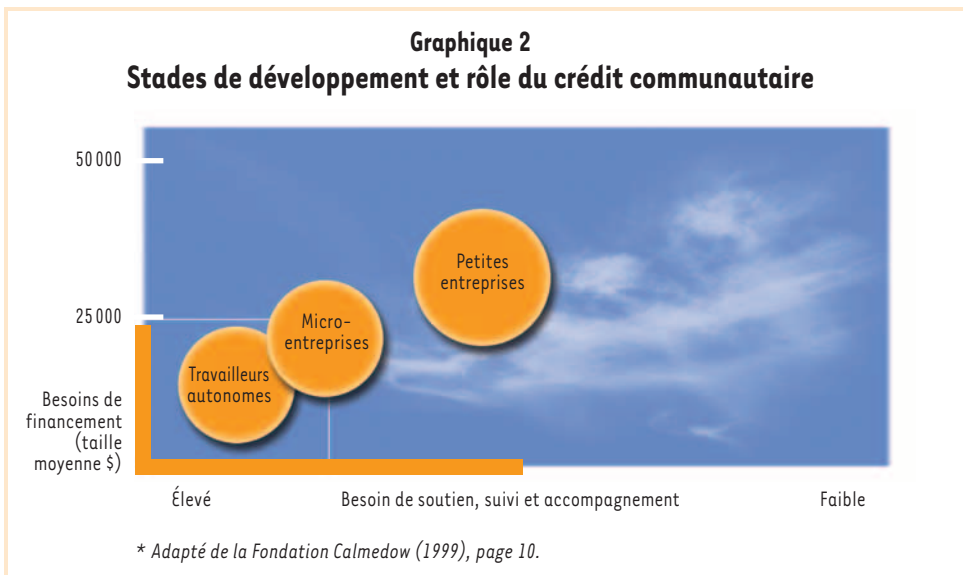 Graphique 2
Stades de développement et rôle du crédit communautaire
50 000
25 000
Petites
entreprises
Micro-
entreprises
Travailleurs
autonomes
Besoins de
financement
(taille
moyenne $)
Élevé
Besoin de soutien, suivi et accompagnement
Faible
* Adapté de la Fondation Calmedow (1999), page 10.